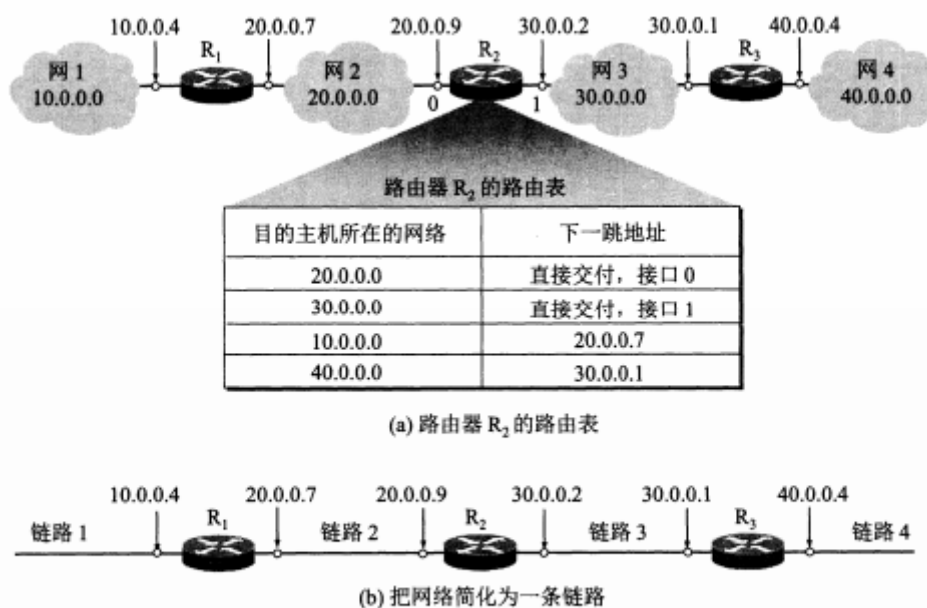 10.0.0.4 20.0.0.7 20.0.0.9 30.0.0.2 30.0.0.1 40.0.0.4
R1 R2 R3
网 1 网 2 网 3 网 4
10.0.0.0 20.0.0.0 30.0.0.0 40.0.0.0
0 1
路由器 R2 的路由表
目的主机所在的网络 下一跳地址
20.0.0.0 直接交付，接口 0
30.0.0.0 直接交付，接口 1
10.0.0.0 20.0.0.7
40.0.0.0 30.0.0.1
(a) 路由器 R2 的路由表
10.0.0.4 20.0.0.7 20.0.0.9 30.0.0.2 30.0.0.1 40.0.0.4
链路 1 R1 链路 2 R2 链路 3 R3 链路 4
(b) 把网络简化为一条链路